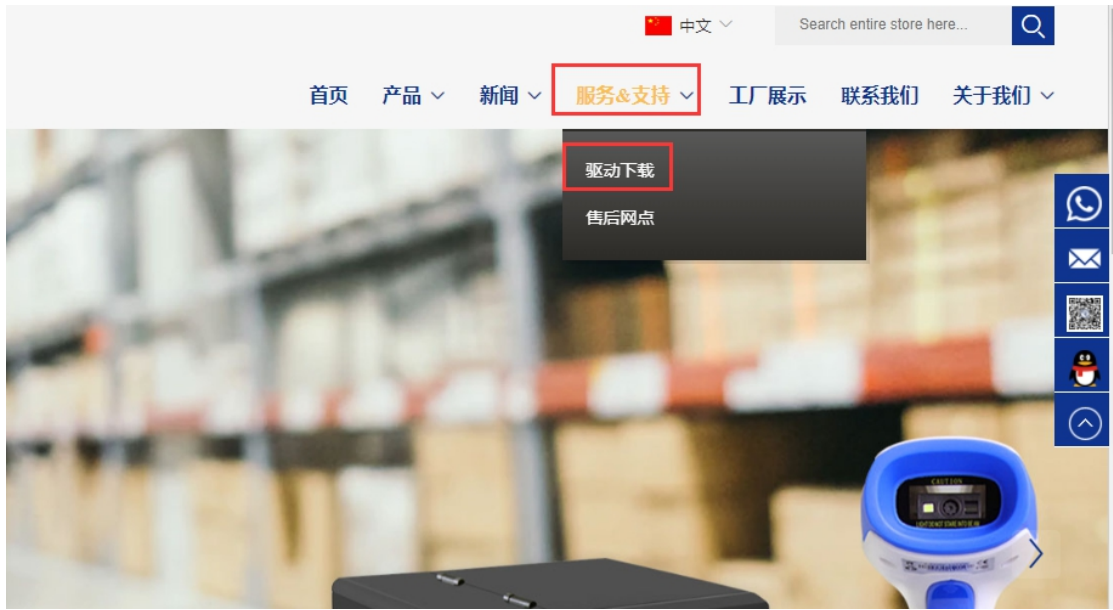 中文
Search entire store here...
首页 产品 新闻 服务&支持 工厂展示 联系我们 关于我们
驱动下载
售后网点
CAUTION